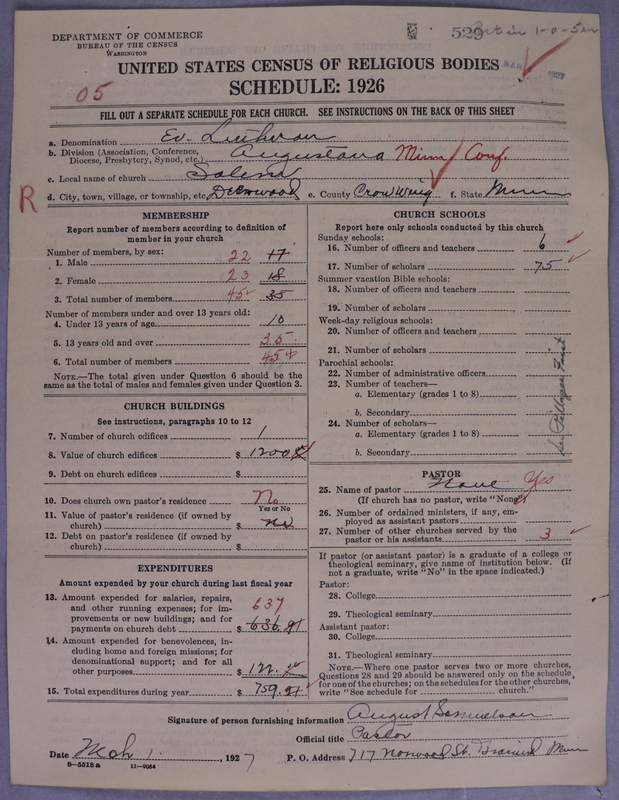 DEPARTMENT OF COMMERCE
BUREAU OF THE CENSUS
WASHINGTON
529 1-0-5
UNITED STATES CENSUS OF RELIGIOUS BODIES
SCHEDULE: 1926
05
FILL OUT A SEPARATE SCHEDULE FOR EACH CHURCH. SEE INSTRUCTIONS ON THE BACK OF THIS SHEET
a. Denomination Ev. Lutheran
b. Division (Association, Conference, Diocese, Presbytery, Synod, etc.) Augustana Minn Conf.
c. Local name of church Salem
R
d. City, town, village, or township, etc. Deerwood e. County Crow Wing f. State Minn
MEMBERSHIP
Report number of members according to definition of
member in your church
Number of members, by sex:
1. Male 22 17
2. Female 23 18
3. Total number of members 45 35
Number of members under and over 13 years old:
4. Under 13 years of age 10
5. 13 years old and over 35
6. Total number of members 45
NOTE.—The total given under Question 6 should be
same as the total of males and females given under Question 3.
CHURCH BUILDINGS
See instructions, paragraphs 10 to 12
7. Number of church edifices 1
8. Value of church edifices $ 1200
9. Debt on church edifices $
10. Does church own pastor's residence No
Yes or No
11. Value of pastor's residence (if owned by
church) $ no
12. Debt on pastor's residence (if owned by
church) $
EXPENDITURES
Amount expended by your church during last fiscal year
13. Amount expended for salaries, repairs,
and other running expenses; for im-
provements or new buildings; and for
payments on church debt $ 637 636.91
14. Amount expended for benevolences, in-
cluding home and foreign missions; for
denominational support; and for all
other purposes $ 122.
15. Total expenditures during year $ 759.91
CHURCH SCHOOLS
Report here only schools conducted by this church
Sunday schools:
16. Number of officers and teachers 6
17. Number of scholars 75
Summer vacation Bible schools:
18. Number of officers and teachers
19. Number of scholars
Week-day religious schools:
20. Number of officers and teachers
21. Number of scholars
Parochial schools:
22. Number of administrative officers
23. Number of teachers—
a. Elementary (grades 1 to 8)
b. Secondary
24. Number of scholars—
a. Elementary (grades 1 to 8)
b. Secondary
PASTOR
25. Name of pastor None Yes
(If church has no pastor, write "None")
26. Number of ordained ministers, if any, em-
ployed as assistant pastors
27. Number of other churches served by the
pastor or his assistants 3
If pastor (or assistant pastor) is a graduate of a college or
theological seminary, give name of institution below. (If
not a graduate, write "No" in the space indicated.)
Pastor:
28. College
29. Theological seminary
Assistant pastor:
30. College
31. Theological seminary
NOTE.—Where one pastor serves two or more churches,
Questions 28 and 29 should be answered only on the schedule
for one of the churches; on the schedules for the other churches,
write "See schedule for church."
Signature of person furnishing information August Samuelson
Official title Pastor
Date Mch 1, 1927 P. O. Address 717 Norwood St. Brainerd Minn
8-5518a 11-9054